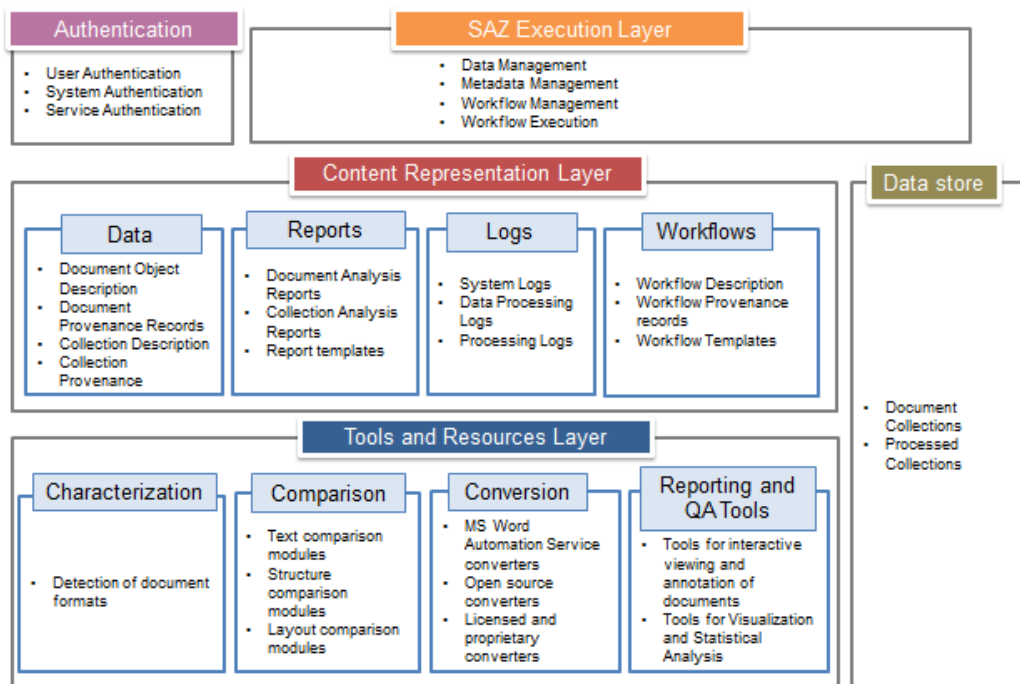 Authentication
User Authentication
System Authentication
Service Authentication
SAZ Execution Layer
Data Management
Metadata Management
Workflow Management
Workflow Execution
Content Representation Layer
Data
Document Object
Description
Document
Provenance Records
Collection Description
Collection
Provenance
Reports
Document Analysis
Reports
Collection Analysis
Reports
Report templates
Logs
System Logs
Data Processing
Logs
Processing Logs
Workflows
Workflow Description
Workflow Provenance
records
Workflow Templates
Data store
Document
Collections
Processed
Collections
Tools and Resources Layer
Characterization
Detection of document
formats
Comparison
Text comparison
modules
Structure
comparison
modules
Layout comparison
modules
Conversion
MS Word
Automation Service
converters
Open source
converters
Licensed and
proprietary
converters
Reporting and
QA Tools
Tools for interactive
viewing and
annotation of
documents
Tools for Visualization
and Statistical
Analysis